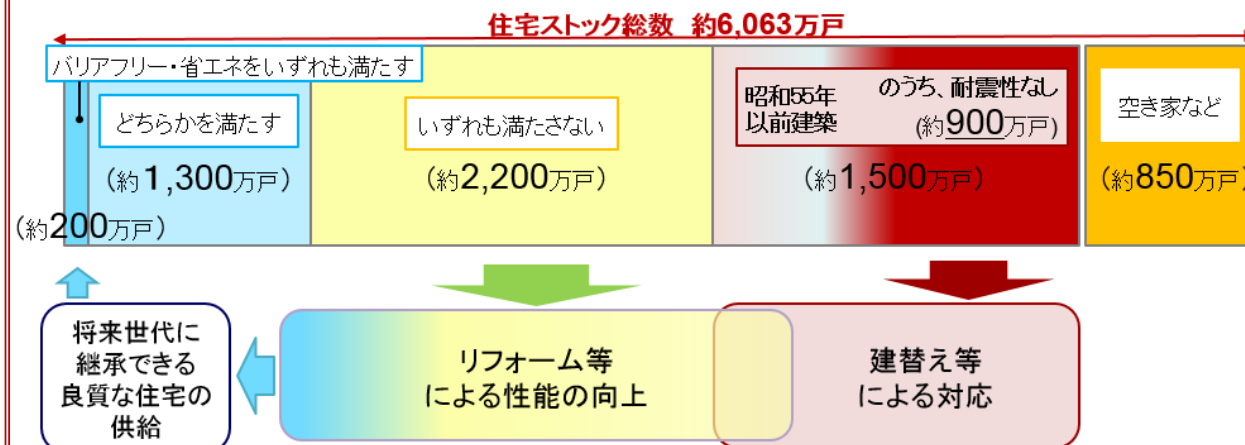 住宅ストック総数 約6,063万戸
バリアフリー・省エネをいずれも満たす
どちらかを満たす
(約1,300万戸)
(約200万戸)
いずれも満たさない
(約2,200万戸)
昭和55年
以前建築
のうち、耐震性なし
(約900万戸)
(約1,500万戸)
空き家など
(約850万戸)
将来世代に
継承できる
良質な住宅の
供給
リフォーム等
による性能の向上
建替え等
による対応